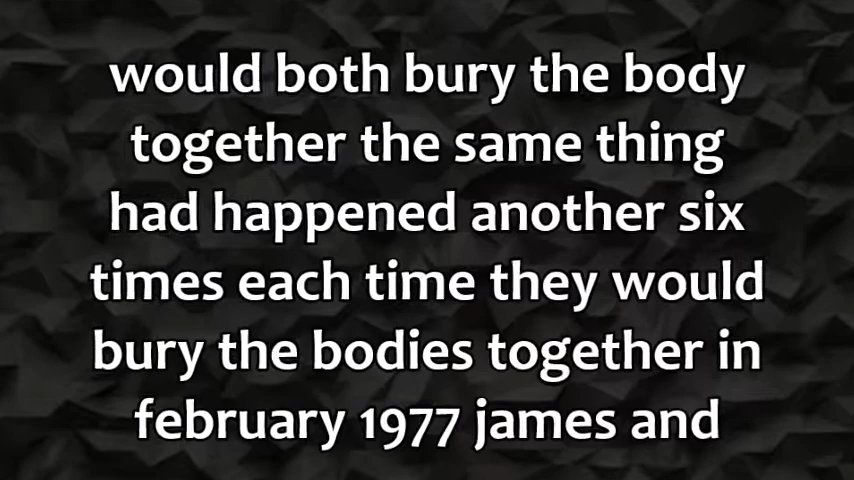 would both bury the body
together the same thing
had happened another six
times each time they would
bury the bodies together in
february 1977 james and